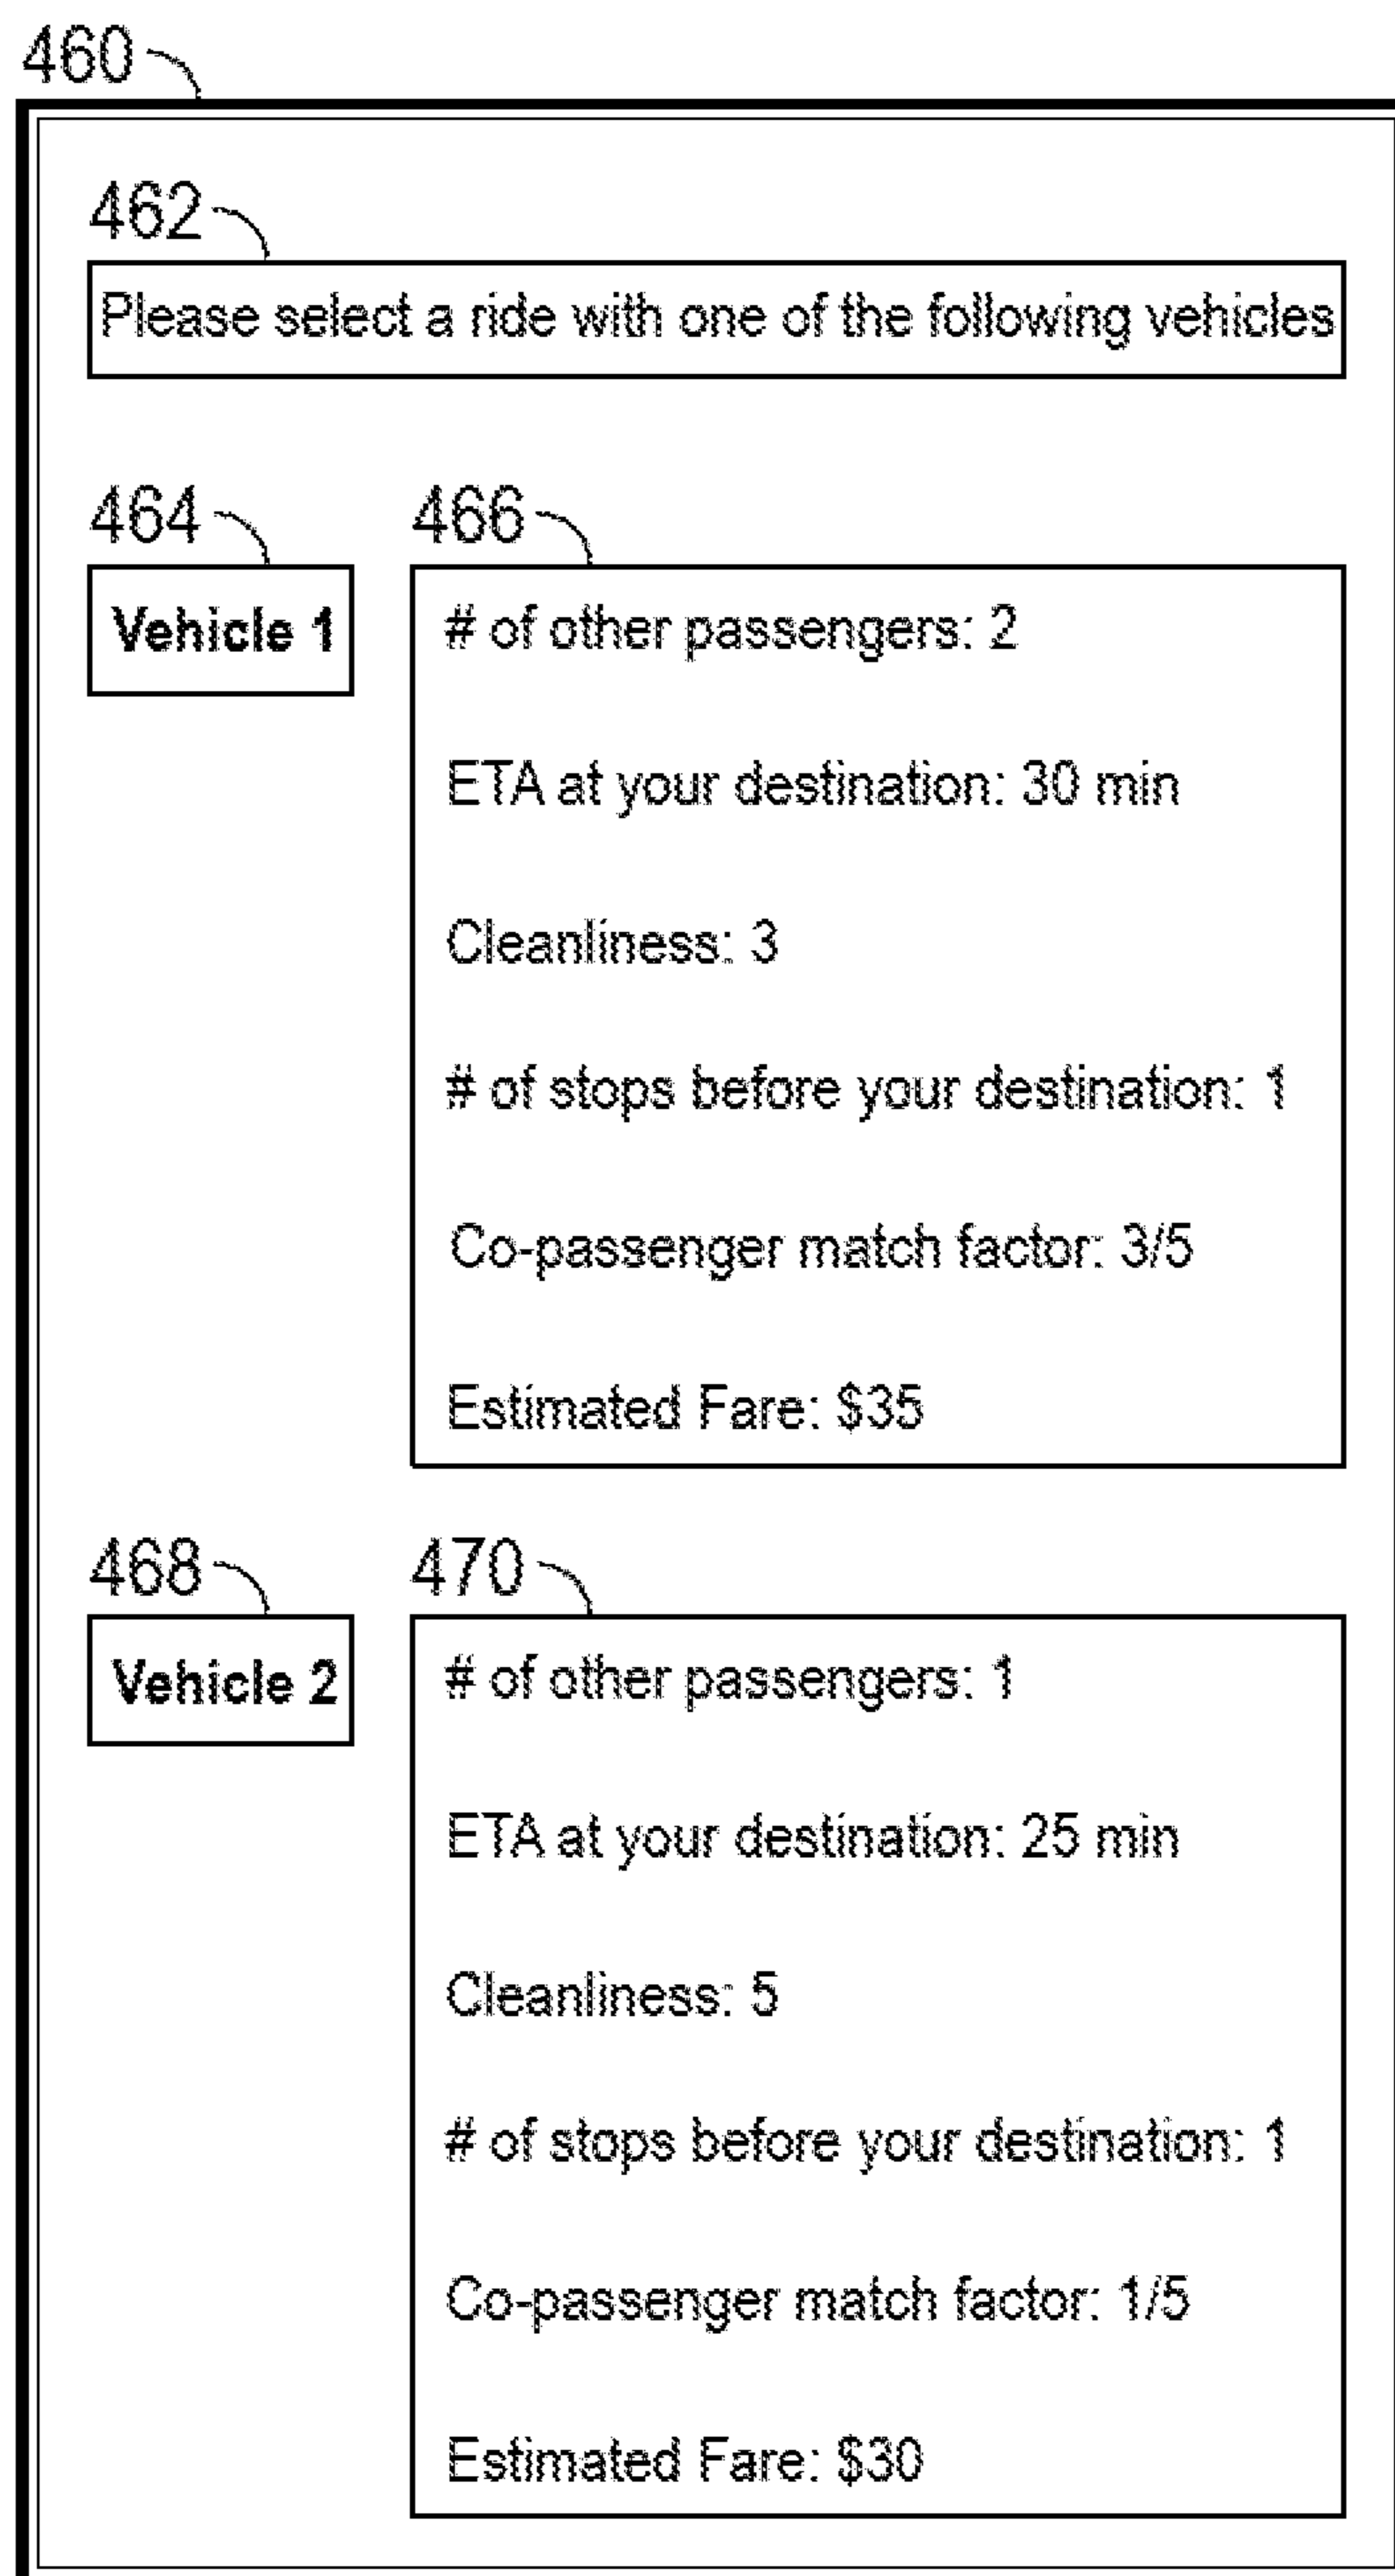 460
462
Please select a ride with one of the following vehicles
464
466
Vehicle 1
# of other passengers: 2
ETA at your destination: 30 min
Cleanliness: 3
# of stops before your destination: 1
Co-passenger match factor: 3/5
Estimated Fare: $35
468
470
Vehicle 2
# of other passengers: 1
ETA at your destination: 25 min
Cleanliness: 5
# of stops before your destination: 1
Co-passenger match factor: 1/5
Estimated Fare: $30